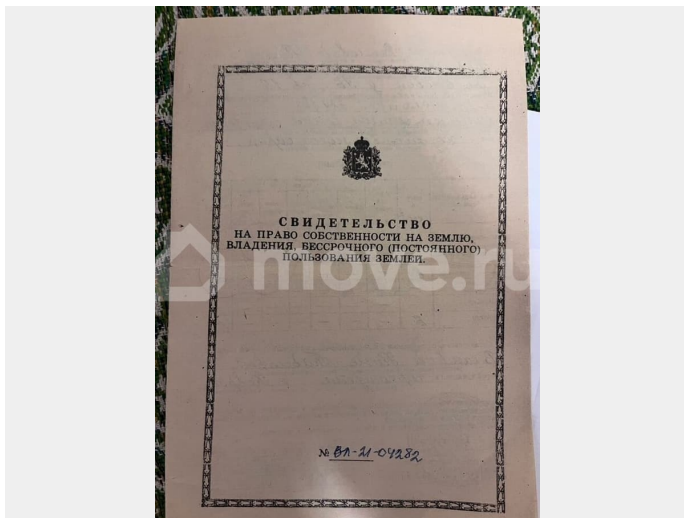 СВИДЕТЕЛЬСТВО
НА ПРАВО СОБСТВЕННОСТИ НА ЗЕМЛЮ,
ВЛАДЕНИЯ, БЕССРОЧНОГО (ПОСТОЯННОГО)
ПОЛЬЗОВАНИЯ ЗЕМЛЕЙ.
move.ru
№ ВЛ-21-04282